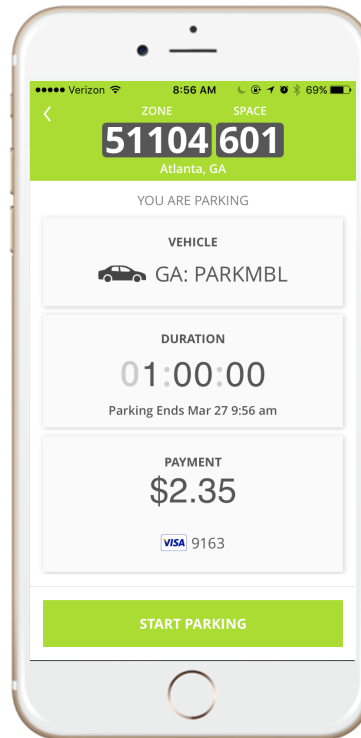 Verizon 8:56 AM 69%
ZONE SPACE
51104 601
Atlanta, GA
YOU ARE PARKING
VEHICLE
GA: PARKMBL
DURATION
01:00:00
Parking Ends Mar 27 9:56 am
PAYMENT
$2.35
VISA 9163
START PARKING